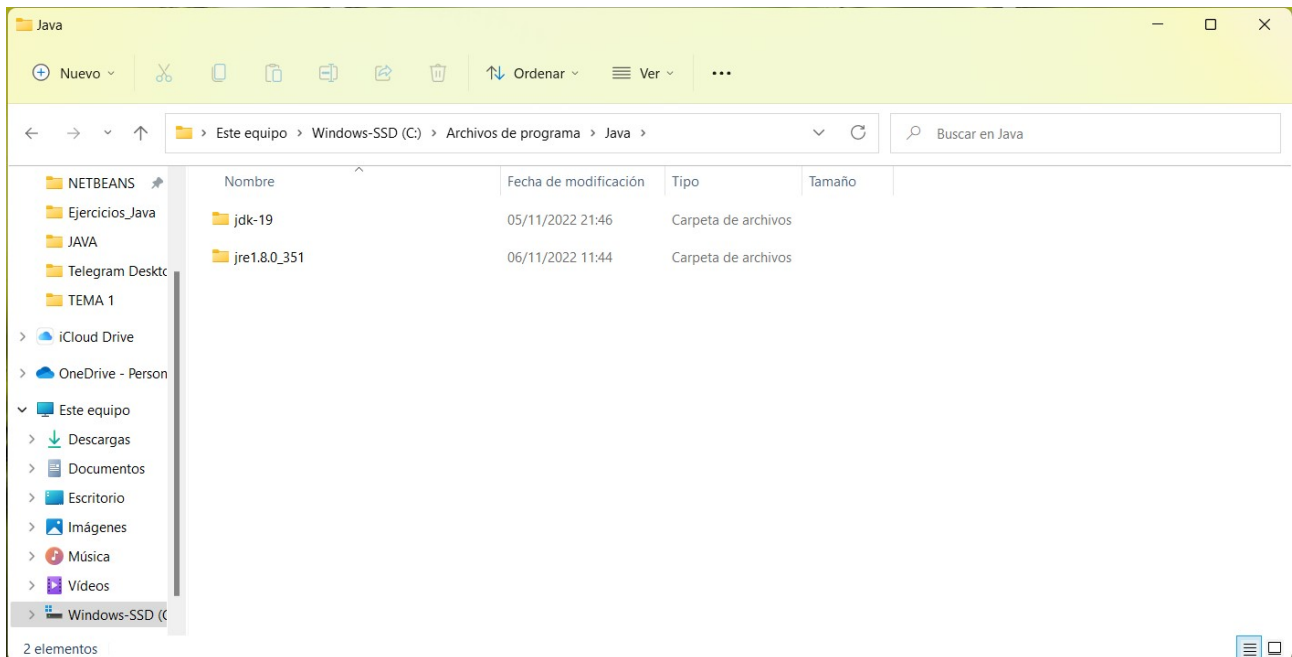 Java
Nuevo
Ordenar
Ver
Este equipo > Windows-SSD (C:) > Archivos de programa > Java >
Buscar en Java
NETBEANS
Ejercicios_Java
JAVA
Telegram Deskto
TEMA 1
iCloud Drive
OneDrive - Person
Este equipo
Descargas
Documentos
Escritorio
Imágenes
Música
Vídeos
Windows-SSD (C
Nombre Fecha de modificación Tipo Tamaño
jdk-19 05/11/2022 21:46 Carpeta de archivos
jre1.8.0_351 06/11/2022 11:44 Carpeta de archivos
2 elementos